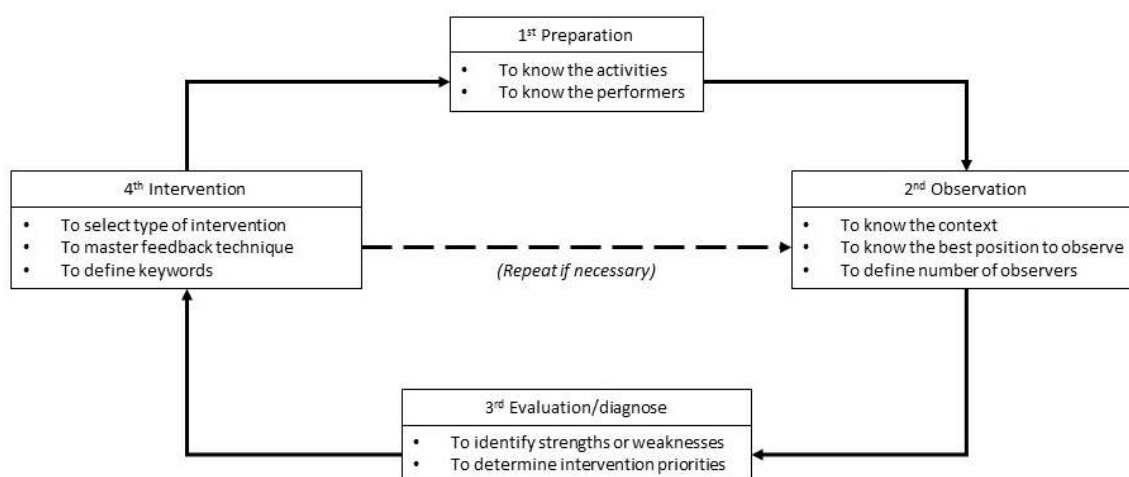 1st Preparation
• To know the activities
• To know the performers
4th Intervention
• To select type of intervention
• To master feedback technique
• To define keywords
(Repeat if necessary)
2nd Observation
• To know the context
• To know the best position to observe
• To define number of observers
3rd Evaluation/diagnose
• To identify strengths or weaknesses
• To determine intervention priorities